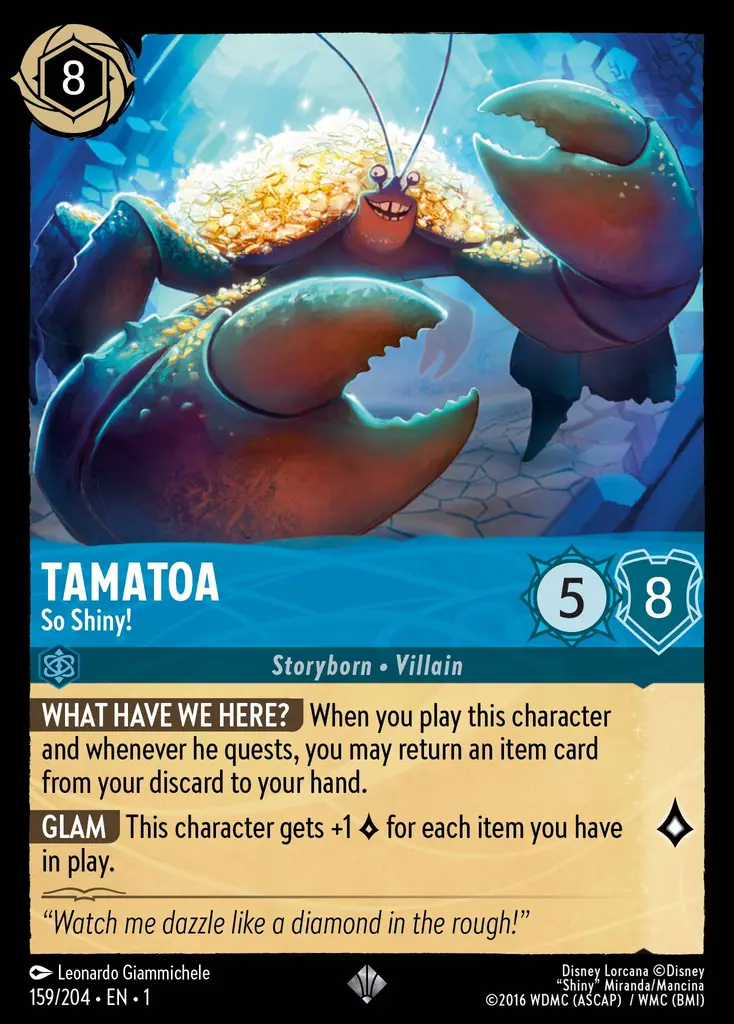 8
TAMATOA
So Shiny!
5
8
Storyborn • Villain
WHAT HAVE WE HERE? When you play this character
and whenever he quests, you may return an item card
from your discard to your hand.
GLAM This character gets +1 for each item you have
in play.
“Watch me dazzle like a diamond in the rough!”
Leonardo Giammichele
159/204 • EN • 1
Disney Lorcana ©Disney
“Shiny” Miranda/Mancina
©2016 WDMC (ASCAP) / WMC (BMI)